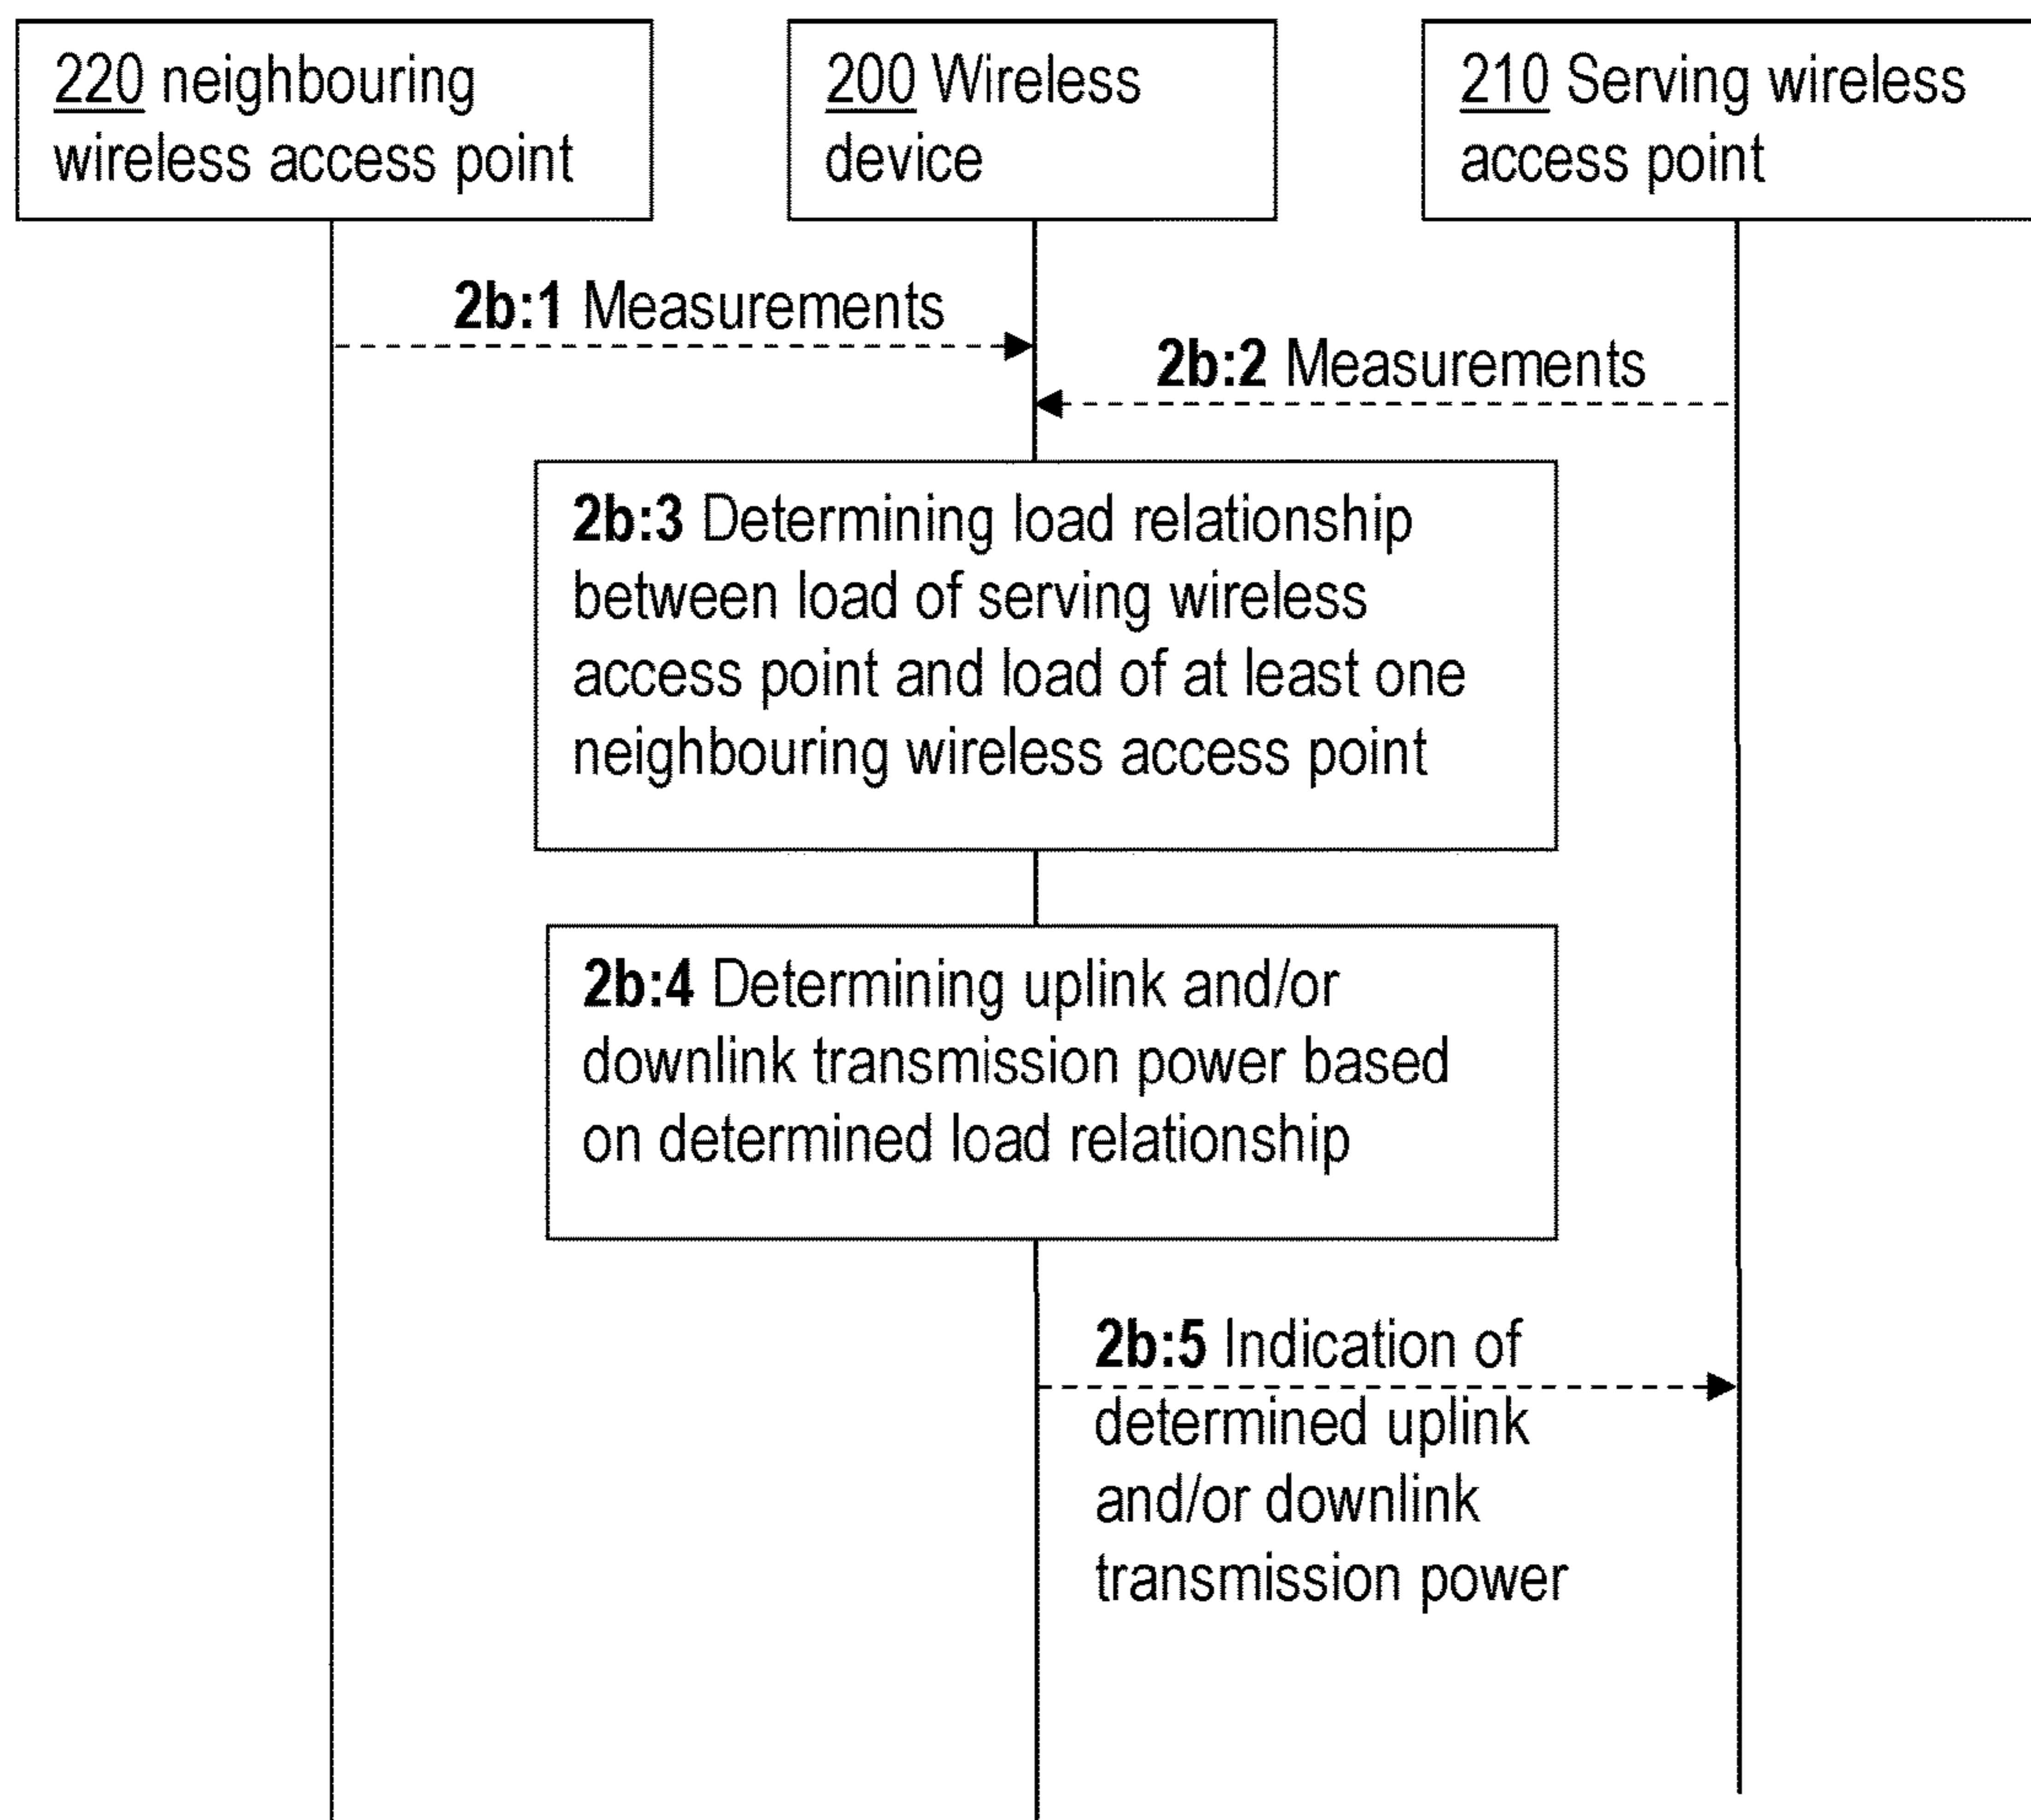 220 neighbouring
wireless access point
200 Wireless
device
210 Serving wireless
access point
2b:1 Measurements
2b:2 Measurements
2b:3 Determining load relationship
between load of serving wireless
access point and load of at least one
neighbouring wireless access point
2b:4 Determining uplink and/or
downlink transmission power based
on determined load relationship
2b:5 Indication of
determined uplink
and/or downlink
transmission power